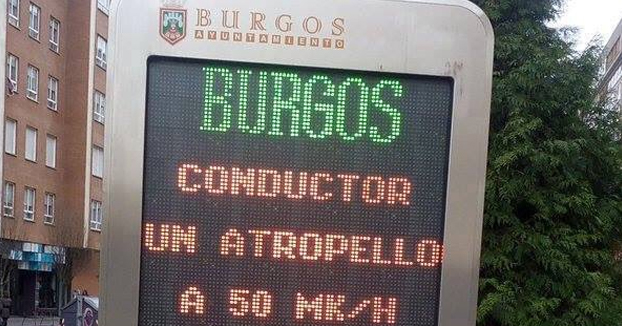 BURGOS
AYUNTAMIENTO
BURGOS
CONDUCTOR
UN ATROPELLO
A 50 MK/H